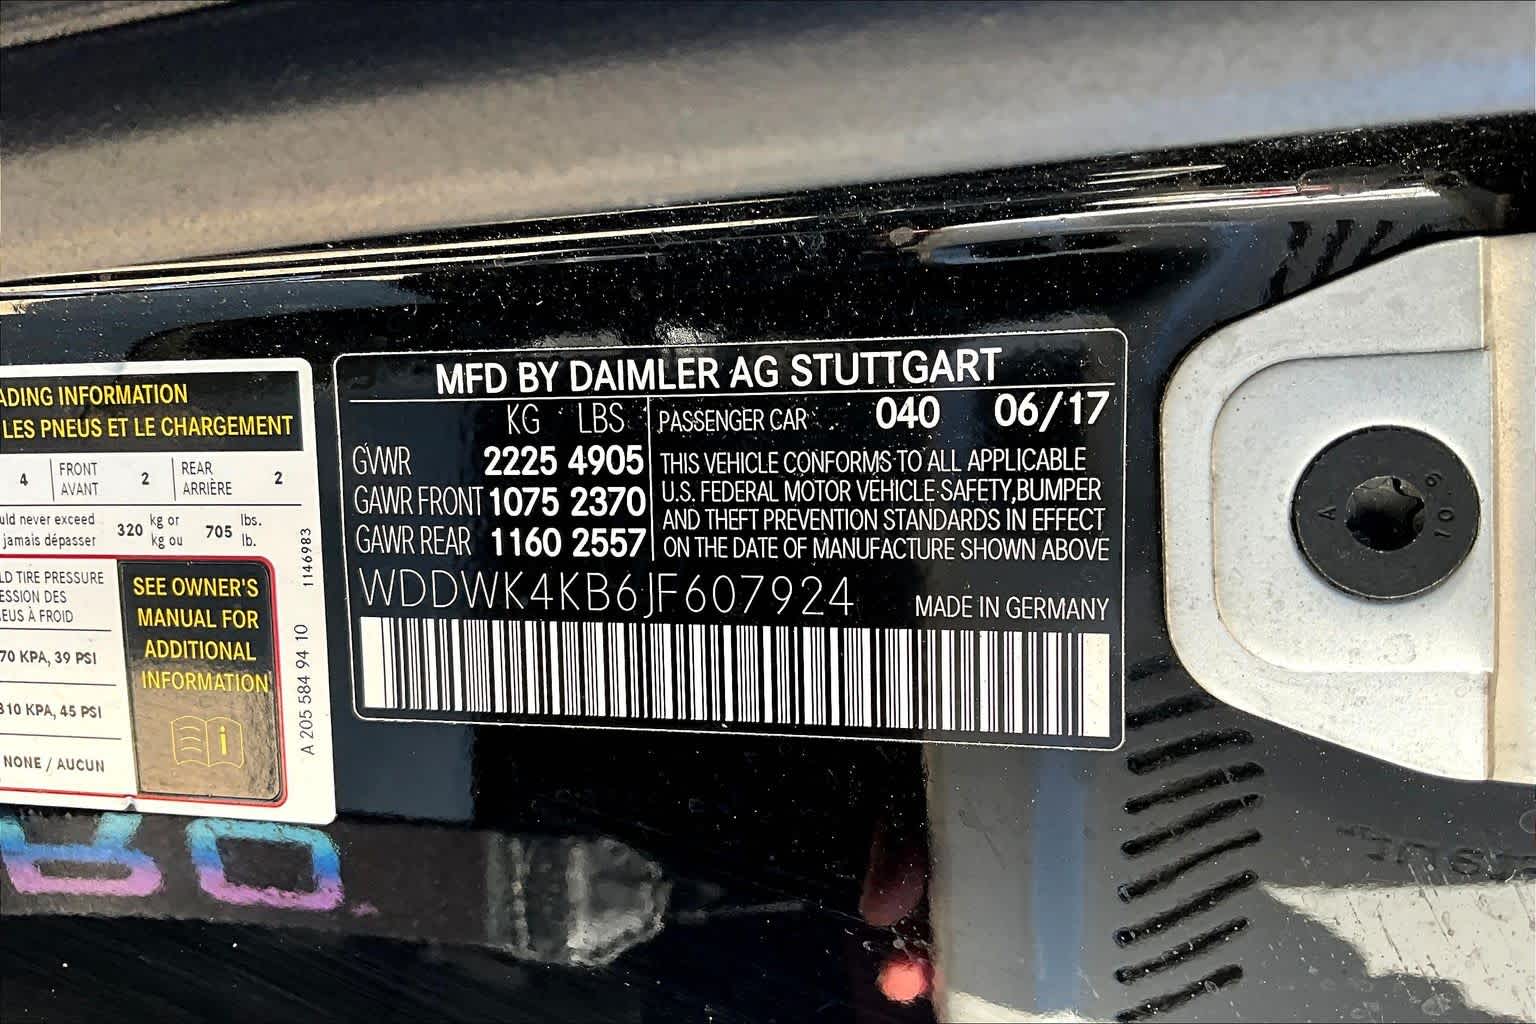 ADING INFORMATION
LES PNEUS ET LE CHARGEMENT
4 FRONT AVANT 2 REAR ARRIÈRE 2
uld never exceed
jamais dépasser
320 kg or kg ou 705 lbs. lb.
LD TIRE PRESSURE
ESSION DES
EUS À FROID
70 KPA, 39 PSI
310 KPA, 45 PSI
NONE / AUCUN
SEE OWNER'S
MANUAL FOR
ADDITIONAL
INFORMATION
i
1146983
A 205 584 94 10
MFD BY DAIMLER AG STUTTGART
KG LBS
GVWR 2225 4905
GAWR FRONT 1075 2370
GAWR REAR 1160 2557
PASSENGER CAR 040 06/17
THIS VEHICLE CONFORMS TO ALL APPLICABLE
U.S. FEDERAL MOTOR VEHICLE SAFETY, BUMPER
AND THEFT PREVENTION STANDARDS IN EFFECT
ON THE DATE OF MANUFACTURE SHOWN ABOVE
WDDWK4KB6JF607924
MADE IN GERMANY
A-
10.9